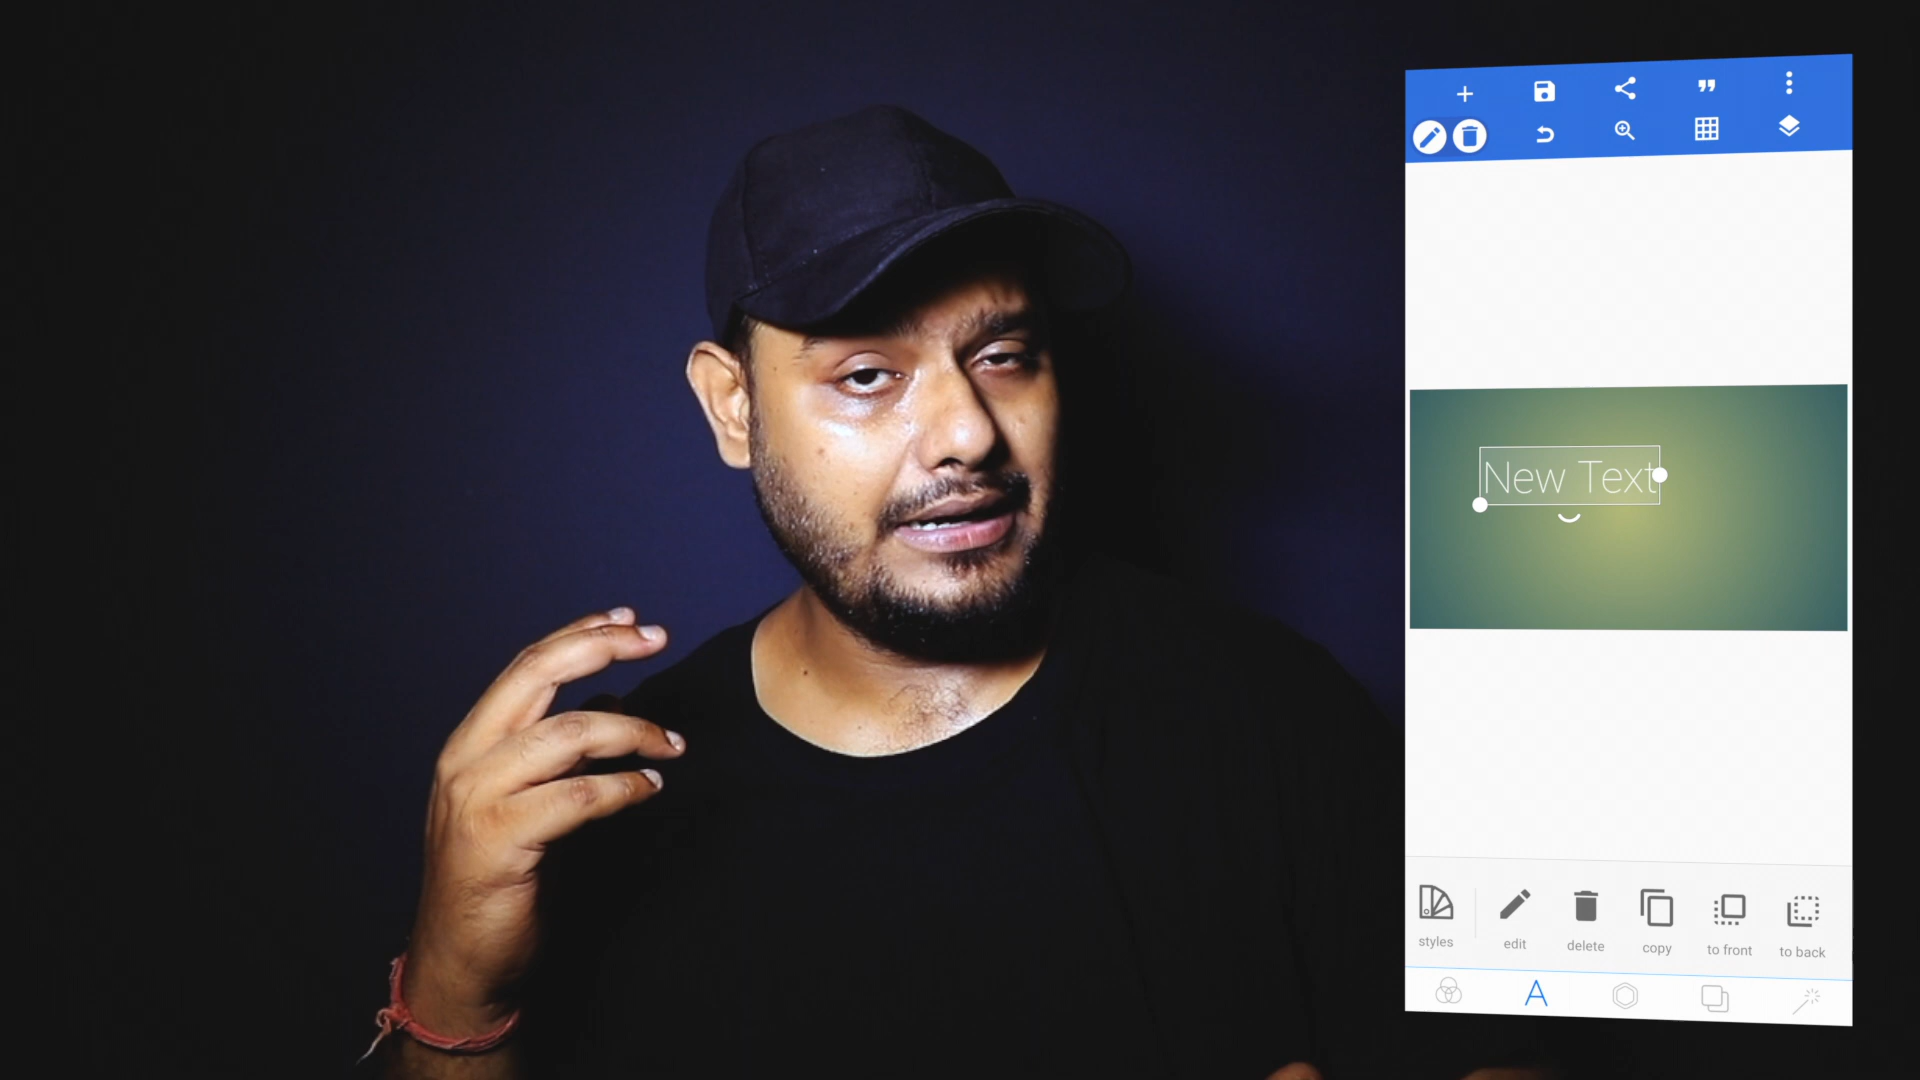 New Text
styles
edit
delete
copy
to front
to back